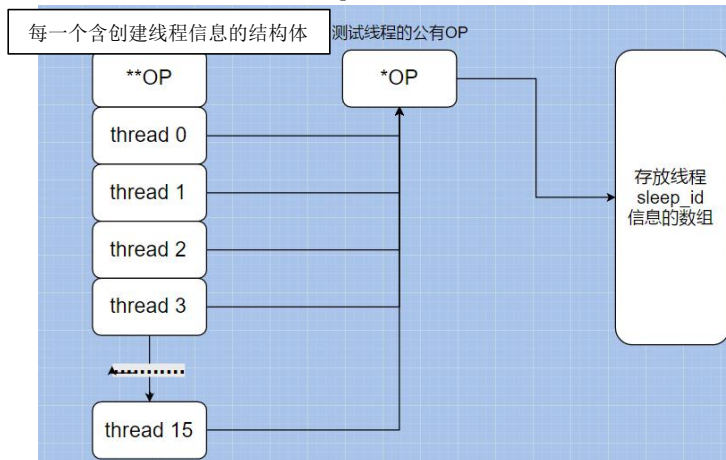 每一个含创建线程信息的结构体
测试线程的公有OP
**OP
*OP
thread 0
thread 1
thread 2
thread 3
thread 15
存放线程
sleep_id
信息的数组